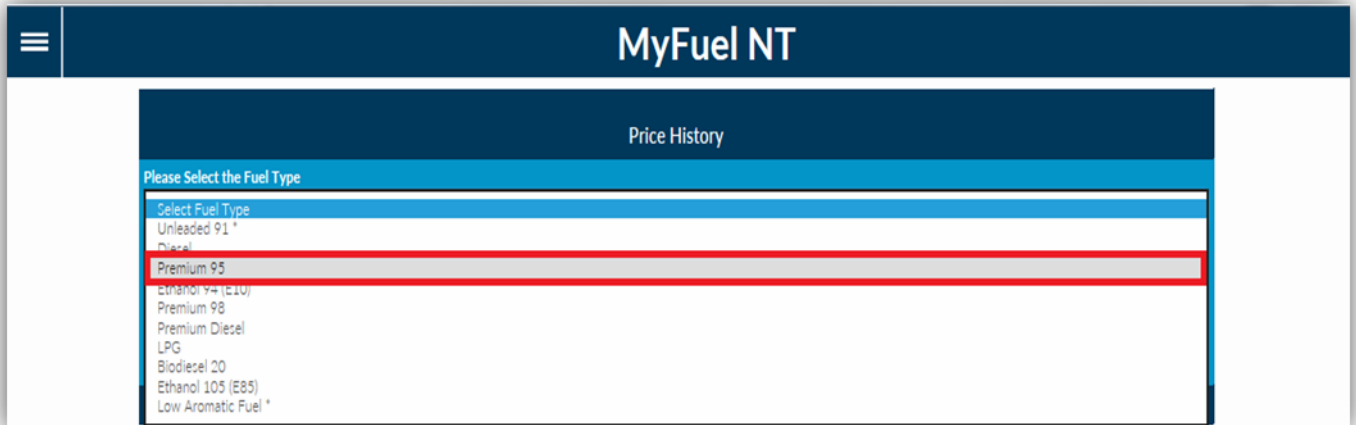 MyFuel NT
Price History
Please Select the Fuel Type
Select Fuel Type
Unleaded 91 *
Diesel
Premium 95
Ethanol 94 (E10)
Premium 98
Premium Diesel
LPG
Biodiesel 20
Ethanol 105 (E85)
Low Aromatic Fuel *